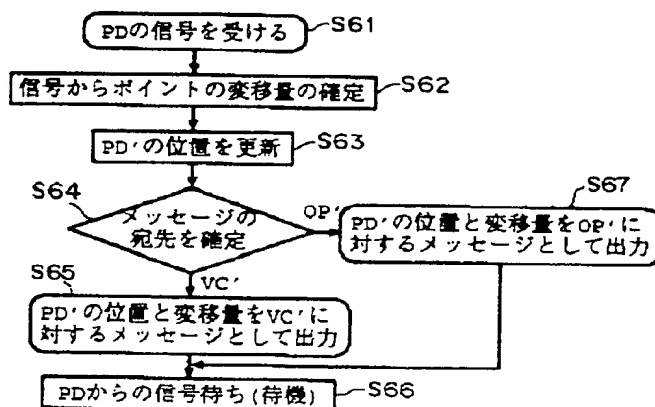 PDの信号を受ける
S61
信号からポイントの変移量の確定
S62
PD'の位置を更新
S63
S64
メッセージの
宛先を確定
OP'
S67
PD'の位置と変移量をOP'に
対するメッセージとして出力
VC'
S65
PD'の位置と変移量をVC'に
対するメッセージとして出力
PDからの信号待ち(待機)
S66